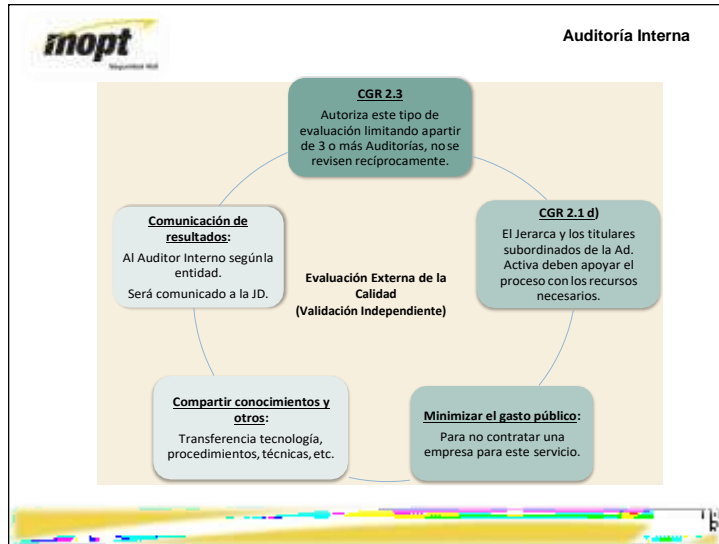 mopt
Seguridad Vial
Auditoría Interna
CGR 2.3
Autoriza este tipo de
evaluación limitando apartir
de 3 o más Auditorías, no se
revisen recíprocamente.
CGR 2.1 d)
El Jerarca y los titulares
subordinados de la Ad.
Activa deben apoyar el
proceso con los recursos
necesarios.
Minimizar el gasto público:
Para no contratar una
empresa para este servicio.
Compartir conocimientos y
otros:
Transferencia tecnología,
procedimientos, técnicas, etc.
Comunicación de
resultados:
Al Auditor Interno según la
entidad.
Será comunicado a la JD.
Evaluación Externa de la
Calidad
(Validación Independiente)